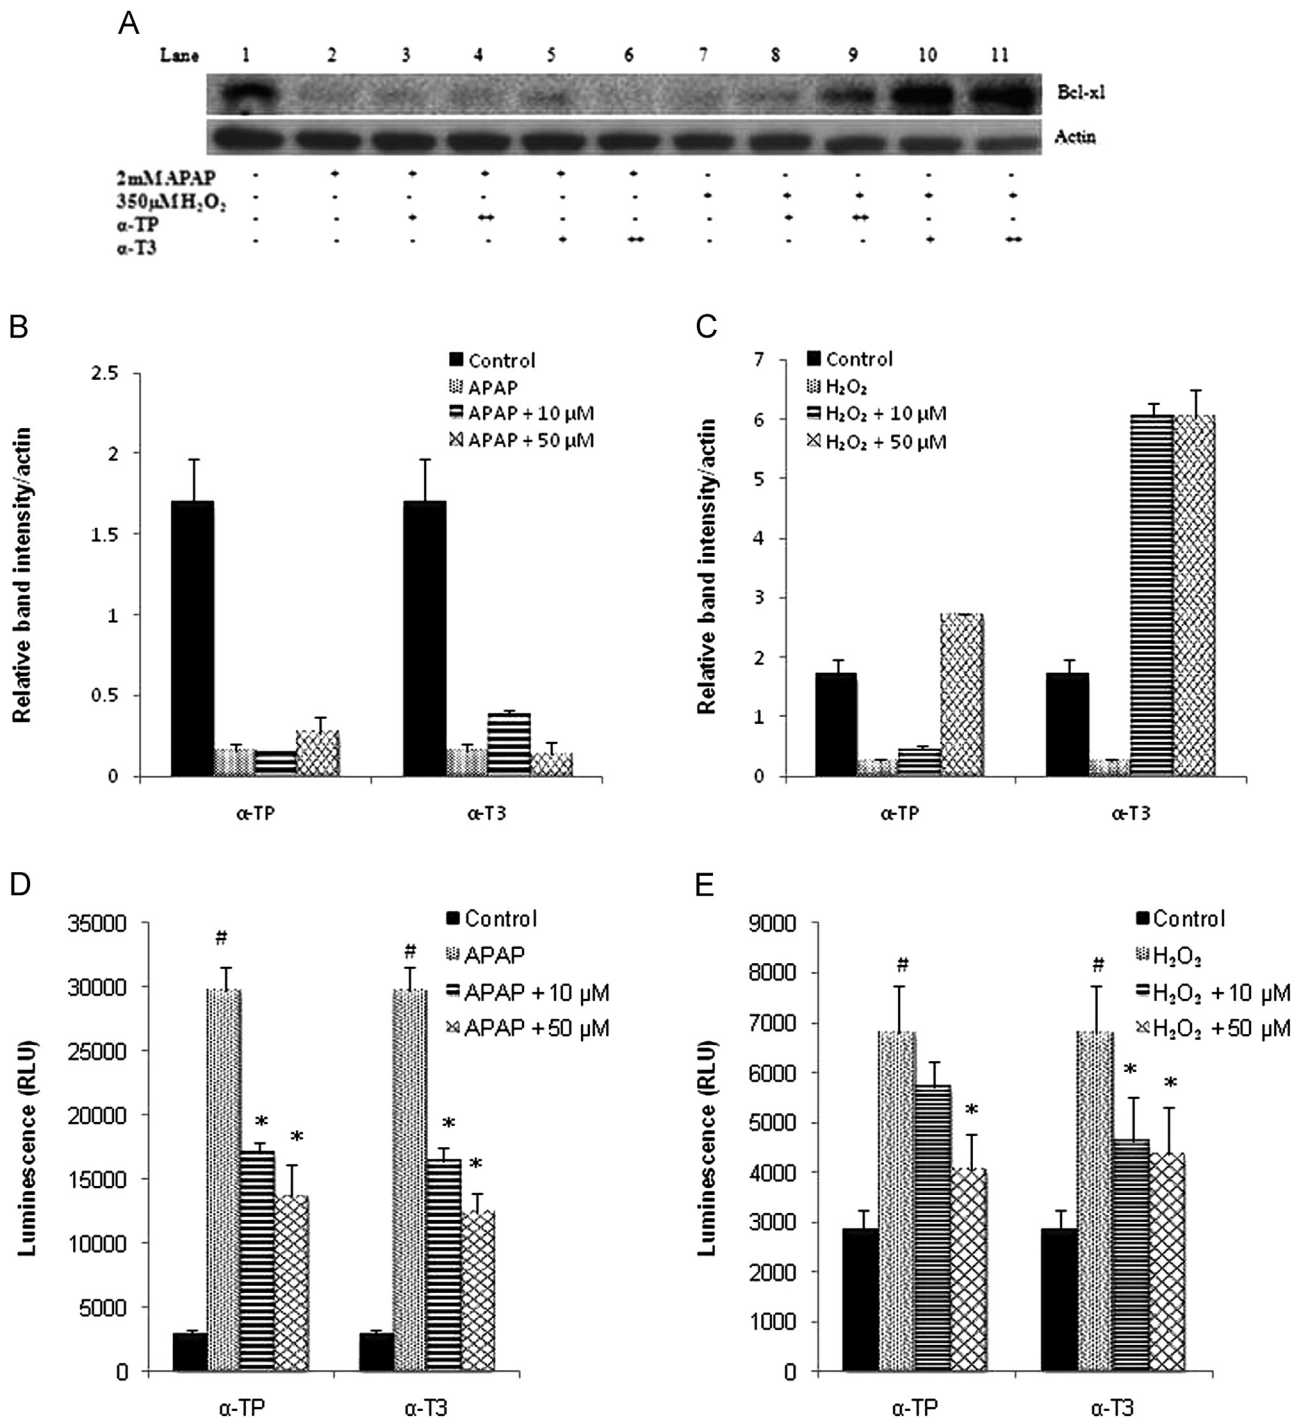 A
Lane 1 2 3 4 5 6 7 8 9 10 11
Bcl-xl
Actin
2mM APAP - + + + + + - - - - -
350µM H₂O₂ - - - - - - + + + + +
α-TP - - + ++ - - - + ++ - -
α-T3 - - - - + ++ - - - + ++
B
Relative band intensity/actin
2.5
2
1.5
1
0.5
0
Control
APAP
APAP + 10 µM
APAP + 50 µM
α-TP α-T3
C
Relative band intensity/actin
7
6
5
4
3
2
1
0
Control
H₂O₂
H₂O₂ + 10 µM
H₂O₂ + 50 µM
α-TP α-T3
D
Luminescence (RLU)
35000
30000
25000
20000
15000
10000
5000
0
Control
APAP
APAP + 10 µM
APAP + 50 µM
# * * # * *
α-TP α-T3
E
Luminescence (RLU)
9000
8000
7000
6000
5000
4000
3000
2000
1000
0
Control
H₂O₂
H₂O₂ + 10 µM
H₂O₂ + 50 µM
# * # * *
α-TP α-T3